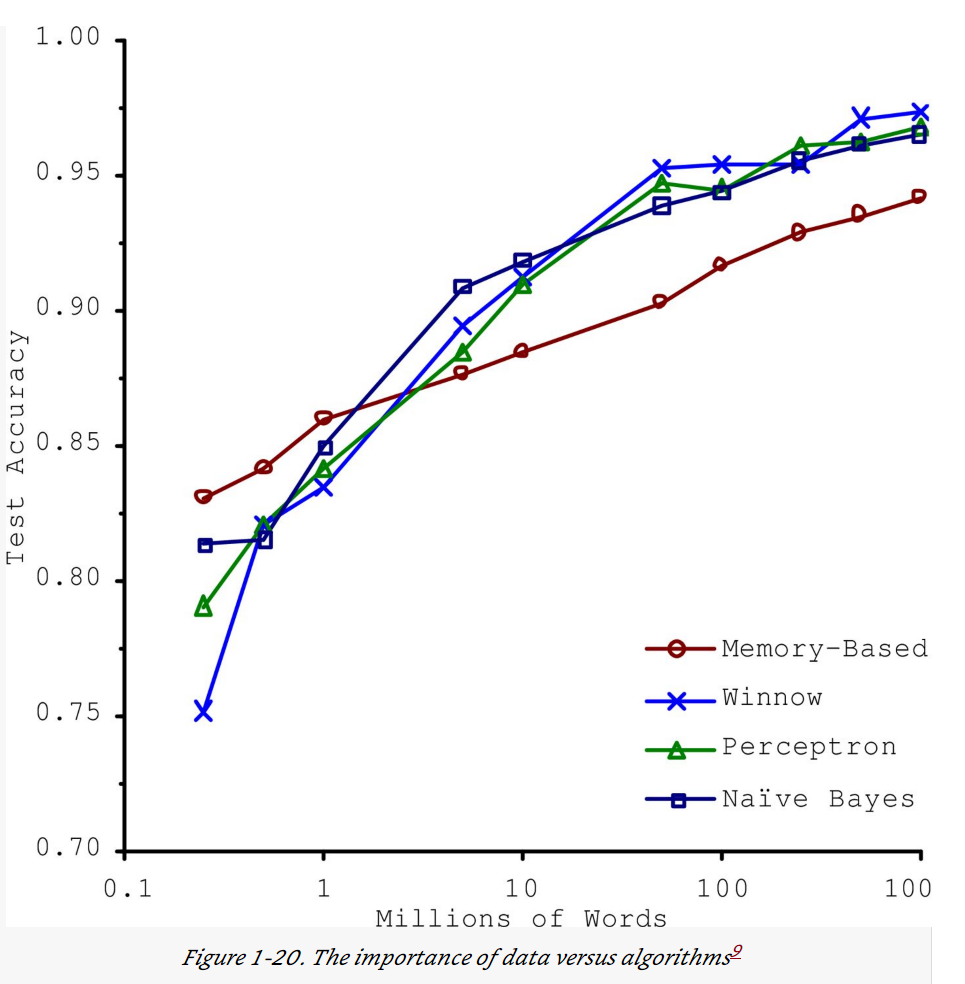 1.00
0.95
0.90
0.85
0.80
0.75
0.70
Test Accuracy
Memory-Based
Winnow
Perceptron
Naïve Bayes
0.1 1 10 100 100
Millions of Words
Figure 1-20. The importance of data versus algorithms9